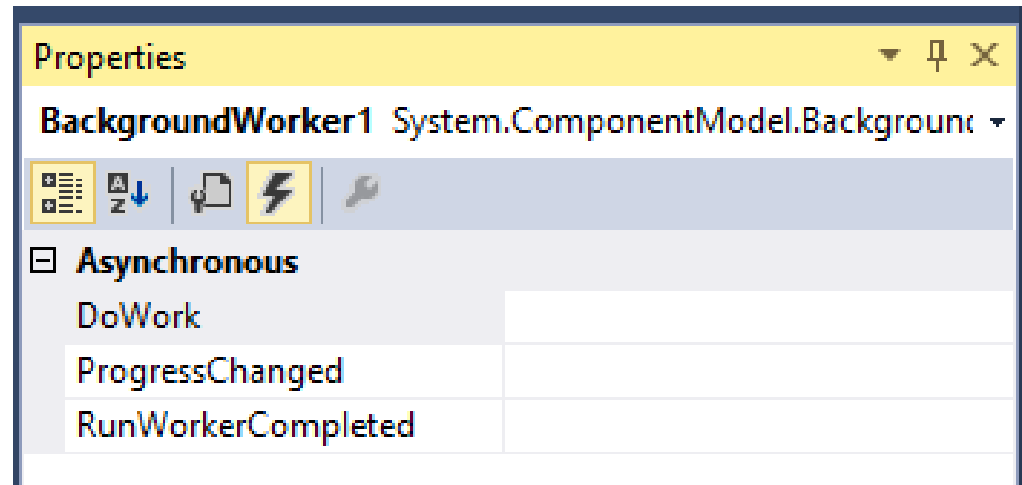 Properties
BackgroundWorker1 System.ComponentModel.Backgroun
A
Z
Asynchronous
DoWork
ProgressChanged
RunWorkerCompleted